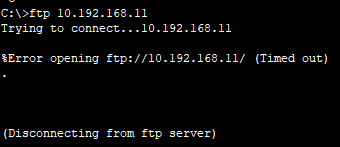 C:\>ftp 10.192.168.11
Trying to connect...10.192.168.11
%Error opening ftp://10.192.168.11/ (Timed out)
.
(Disconnecting from ftp server)